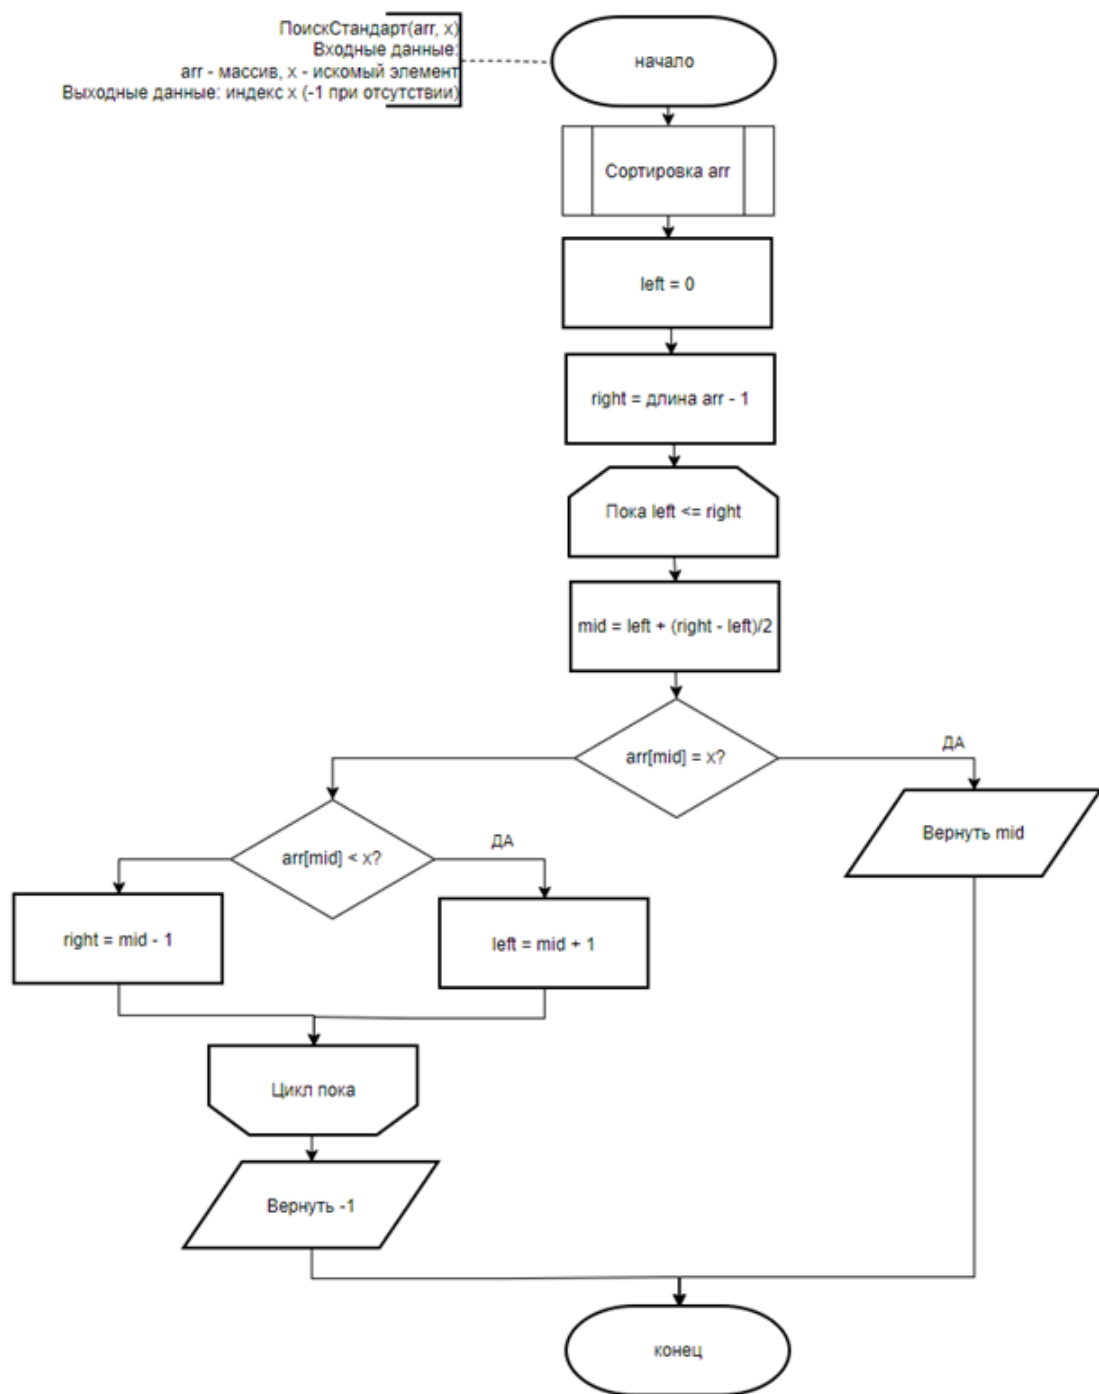 ПоискСтандарт(arr, x)
Входные данные:
arr - массив, x - искомый элемент
Выходные данные: индекс x (-1 при отсутствии)
начало
Сортировка arr
left = 0
right = длина arr - 1
Пока left <= right
mid = left + (right - left)/2
arr[mid] = x?
ДА
Вернуть mid
arr[mid] < x?
ДА
right = mid - 1
left = mid + 1
Цикл пока
Вернуть -1
конец